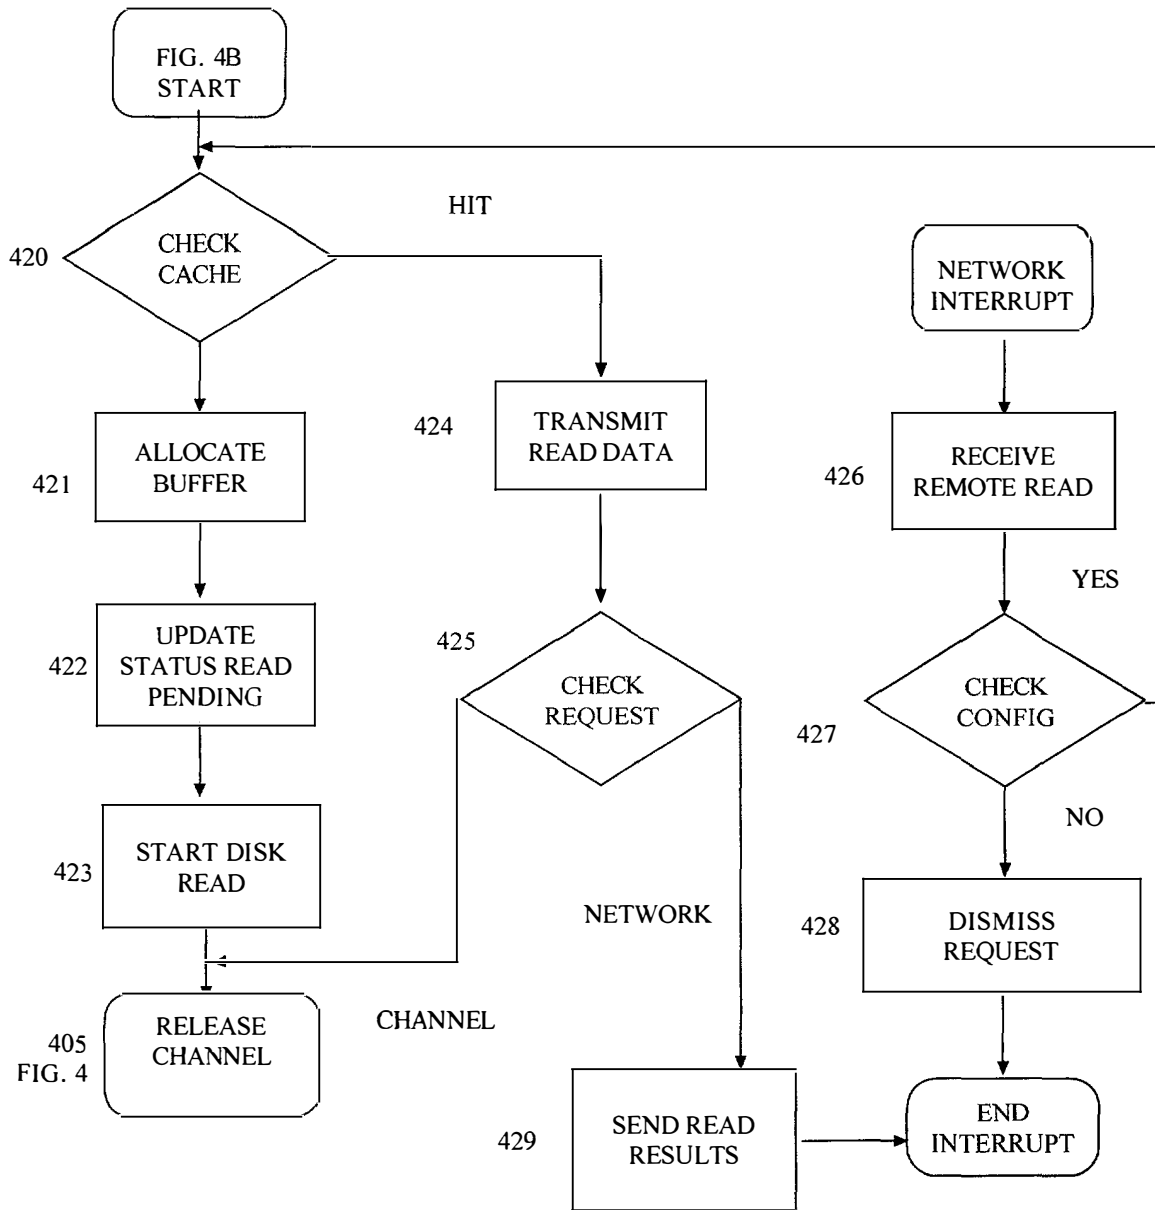 FIG. 4B
START
HIT
420
CHECK
CACHE
NETWORK
INTERRUPT
421
ALLOCATE
BUFFER
424
TRANSMIT
READ DATA
426
RECEIVE
REMOTE READ
YES
422
UPDATE
STATUS READ
PENDING
425
CHECK
REQUEST
427
CHECK
CONFIG
NO
423
START DISK
READ
NETWORK
428
DISMISS
REQUEST
405
FIG. 4
RELEASE
CHANNEL
CHANNEL
429
SEND READ
RESULTS
END
INTERRUPT